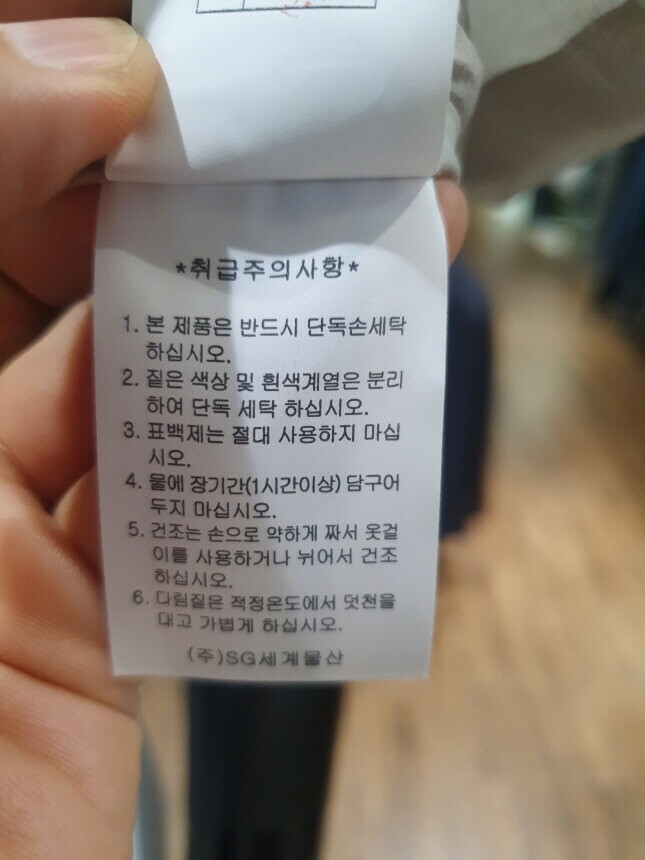 *취급주의사항*
1. 본 제품은 반드시 단독손세탁
하십시오.
2. 짙은 색상 및 흰색계열은 분리
하여 단독 세탁 하십시오.
3. 표백제는 절대 사용하지 마십
시오.
4. 물에 장기간(1시간이상) 담구어
두지 마십시오.
5. 건조는 손으로 약하게 짜서 옷걸
이를 사용하거나 뉘어서 건조
하십시오.
6. 다림질은 적정온도에서 덧천을
대고 가볍게 하십시오.
(주)SG세계물산